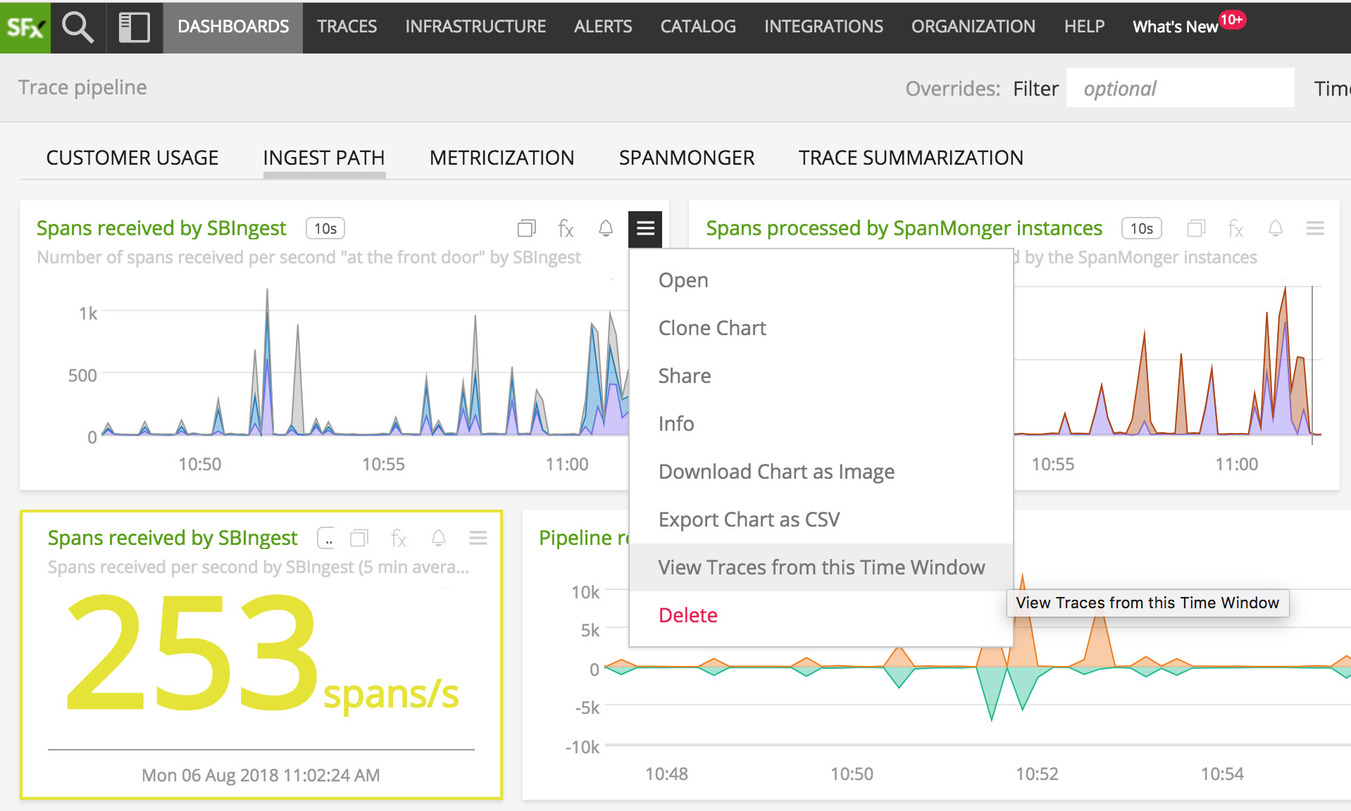 SFx DASHBOARDS TRACES INFRASTRUCTURE ALERTS CATALOG INTEGRATIONS ORGANIZATION HELP What's New 10+
Trace pipeline Overrides: Filter optional
CUSTOMER USAGE INGEST PATH METRICIZATION SPANMONGER TRACE SUMMARIZATION
Spans received by SBIngest 10s fx
Number of spans received per second "at the front door" by SBIngest
1k
500
0
10:50 10:55 11:00
Spans processed by SpanMonger instances 10s fx
d by the SpanMonger instances
10:55 11:00
Open
Clone Chart
Share
Info
Download Chart as Image
Export Chart as CSV
View Traces from this Time Window
Delete
View Traces from this Time Window
Spans received by SBIngest .. fx
Spans received per second by SBIngest (5 min avera...
253 spans/s
Mon 06 Aug 2018 11:02:24 AM
Pipeline
10k
5k
0
-5k
-10k
10:48 10:50 10:52 10:54